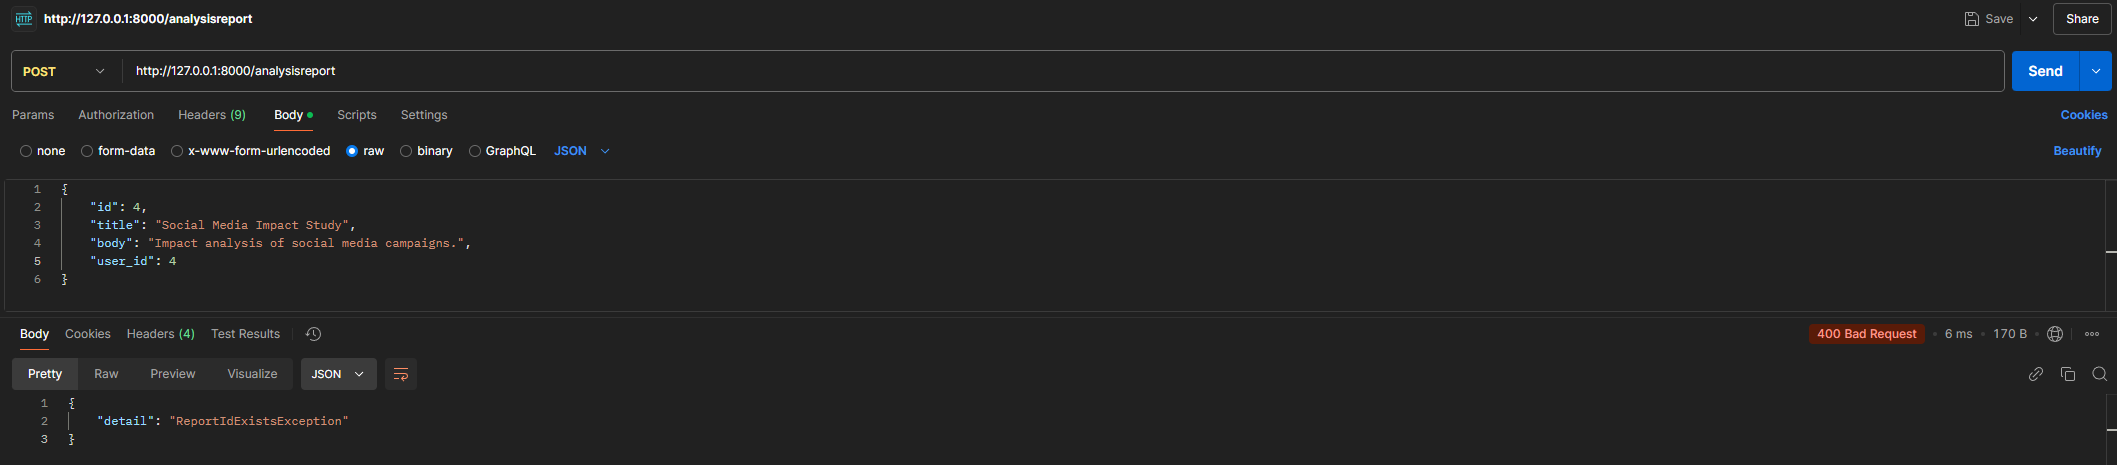 HTTP http://127.0.0.1:8000/analysisreport Save Share
POST http://127.0.0.1:8000/analysisreport Send
Params Authorization Headers (9) Body Scripts Settings Cookies
none form-data x-www-form-urlencoded raw binary GraphQL JSON Beautify
1 {
2 "id": 4,
3 "title": "Social Media Impact Study",
4 "body": "Impact analysis of social media campaigns.",
5 "user_id": 4
6 }
Body Cookies Headers (4) Test Results 400 Bad Request • 6 ms • 170 B •
Pretty Raw Preview Visualize JSON
1 {
2 "detail": "ReportIdExistsException"
3 }